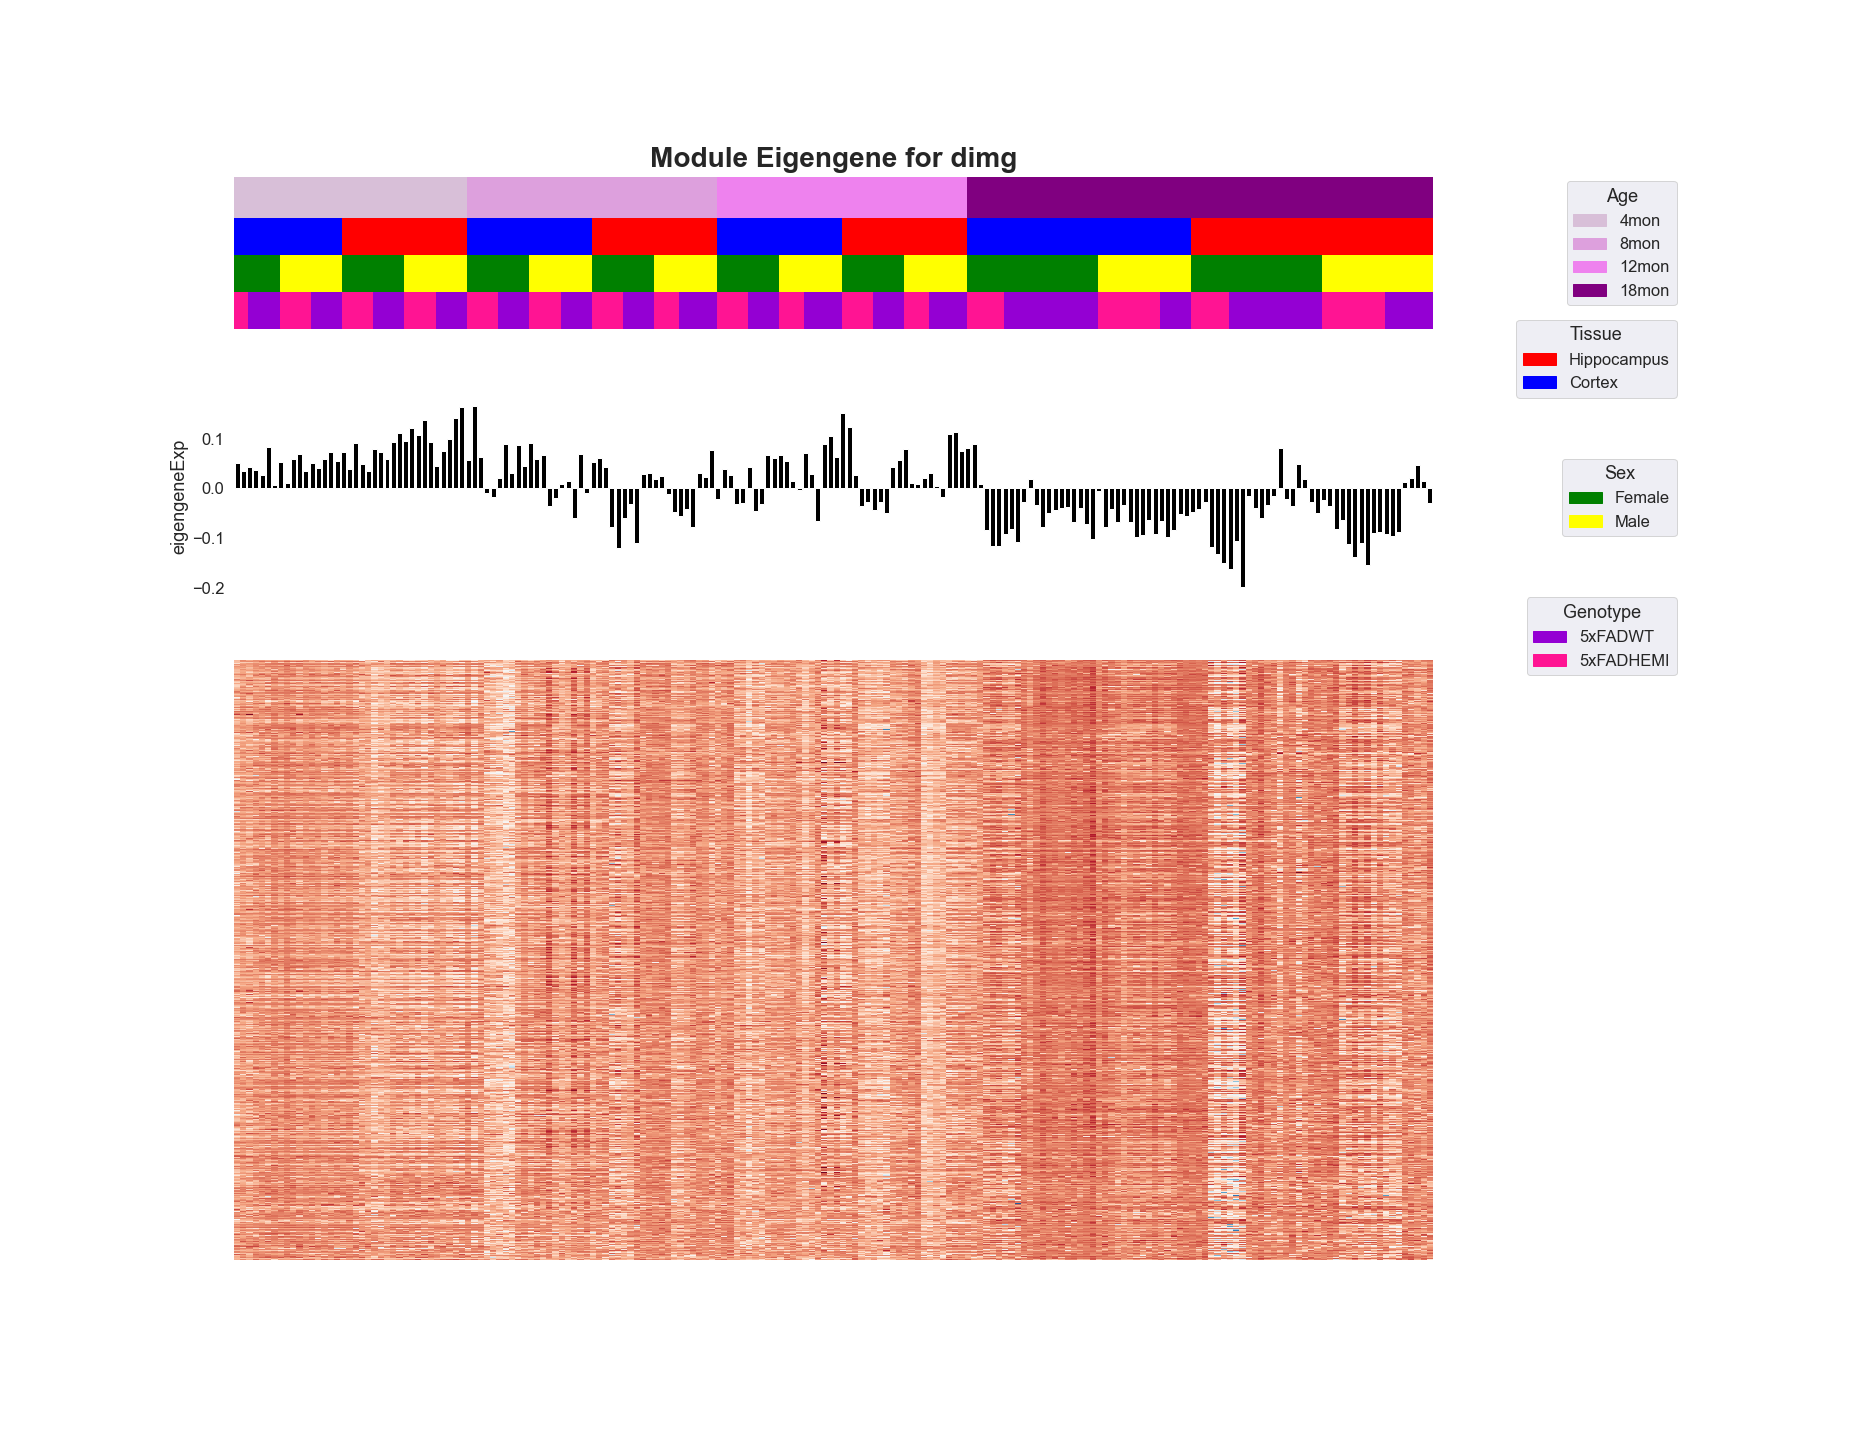 Module Eigengene for dimg
Age
4mon
8mon
12mon
18mon
Tissue
Hippocampus
Cortex
eigengeneExp
0.1
0.0
−0.1
−0.2
Sex
Female
Male
Genotype
5xFADWT
5xFADHEMI